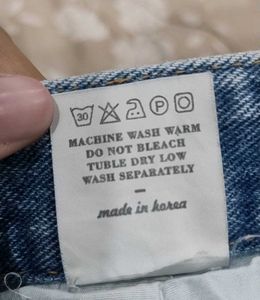 30 P
MACHINE WASH WARM
DO NOT BLEACH
TUBLE DRY LOW
WASH SEPARATELY
made in korea